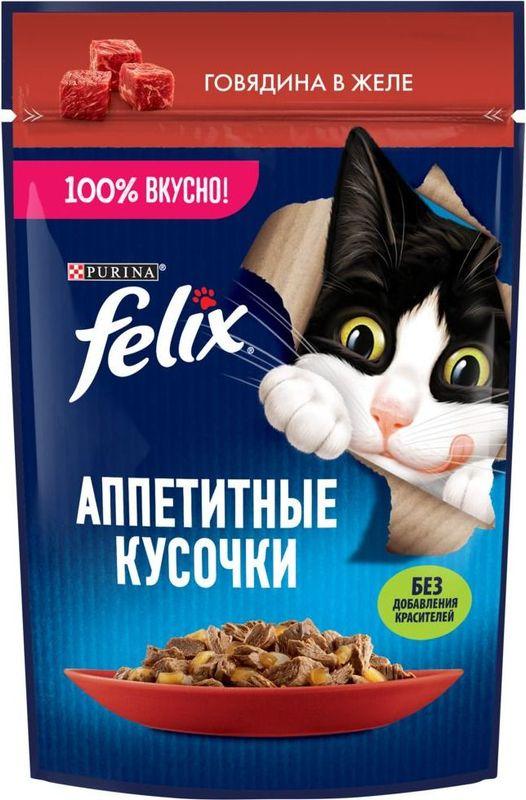 ГОВЯДИНА В ЖЕЛЕ
100% ВКУСНО!
PURINA®
felix®
АППЕТИТНЫЕ
КУСОЧКИ
БЕЗ
ДОБАВЛЕНИЯ
КРАСИТЕЛЕЙ